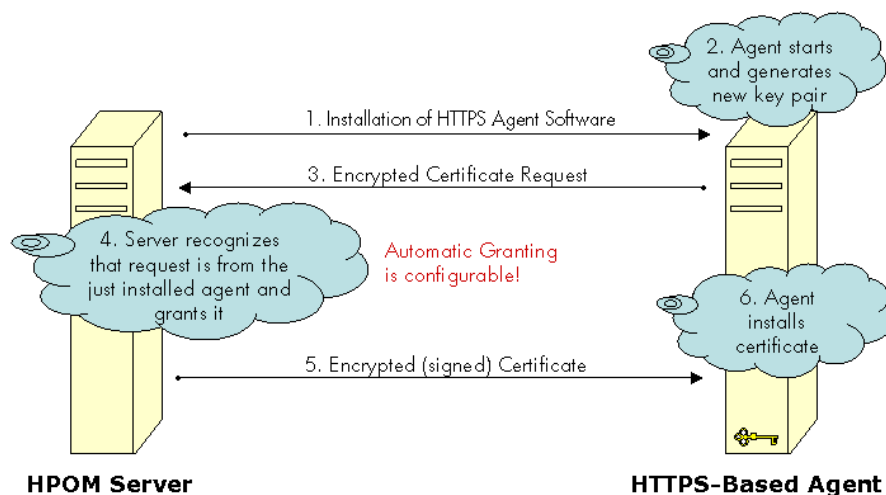 2. Agent starts
and generates
new key pair
1. Installation of HTTPS Agent Software
3. Encrypted Certificate Request
4. Server recognizes
that request is from the
just installed agent and
grants it
Automatic Granting
is configurable!
6. Agent
installs
certificate
5. Encrypted (signed) Certificate
HPOM Server
HTTPS-Based Agent